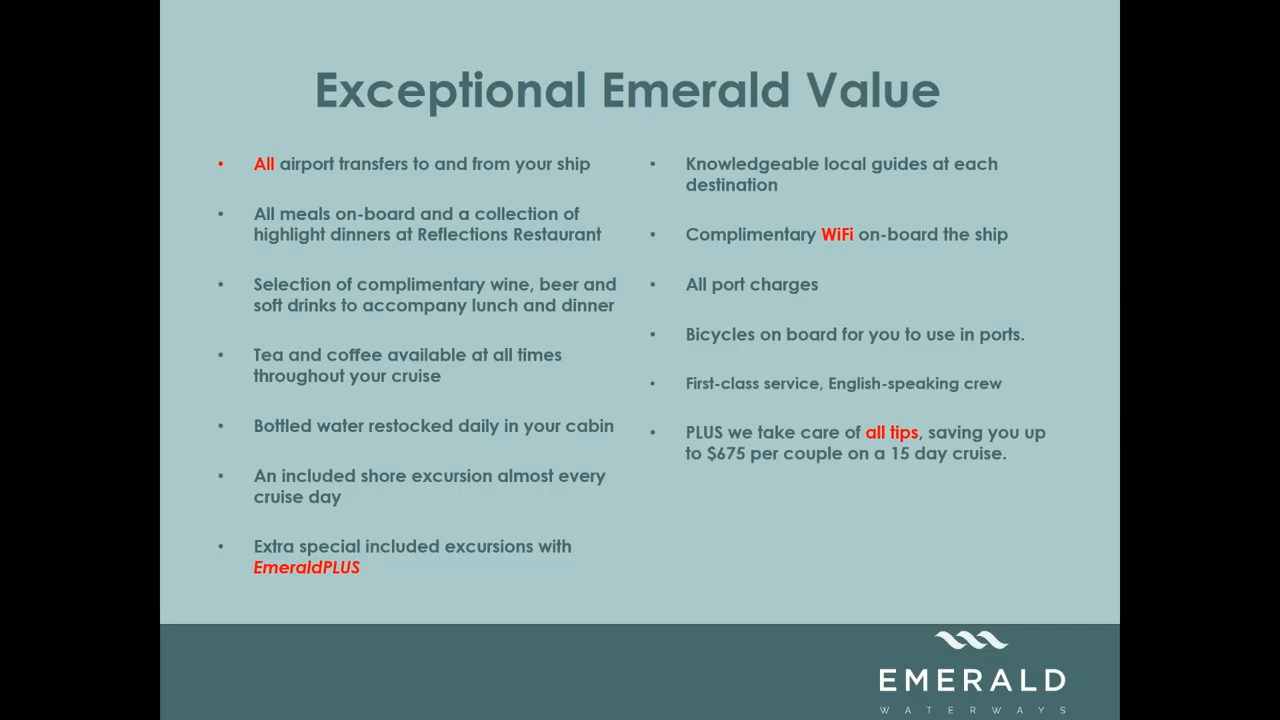 Exceptional Emerald Value
• All airport transfers to and from your ship
• All meals on-board and a collection of
highlight dinners at Reflections Restaurant
• Selection of complimentary wine, beer and
soft drinks to accompany lunch and dinner
• Tea and coffee available at all times
throughout your cruise
• Bottled water restocked daily in your cabin
• An included shore excursion almost every
cruise day
• Extra special included excursions with
EmeraldPLUS
• Knowledgeable local guides at each
destination
• Complimentary WiFi on-board the ship
• All port charges
• Bicycles on board for you to use in ports.
• First-class service, English-speaking crew
• PLUS we take care of all tips, saving you up
to $675 per couple on a 15 day cruise.
EMERALD
WATERWAYS